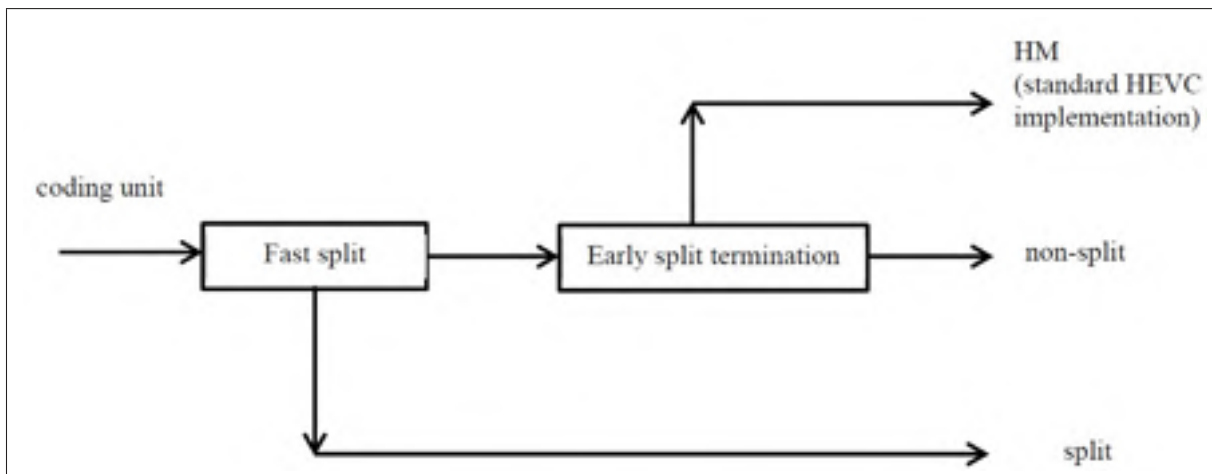 HM
(standard HEVC
implementation)
coding unit
Fast split
Early split termination
non-split
split